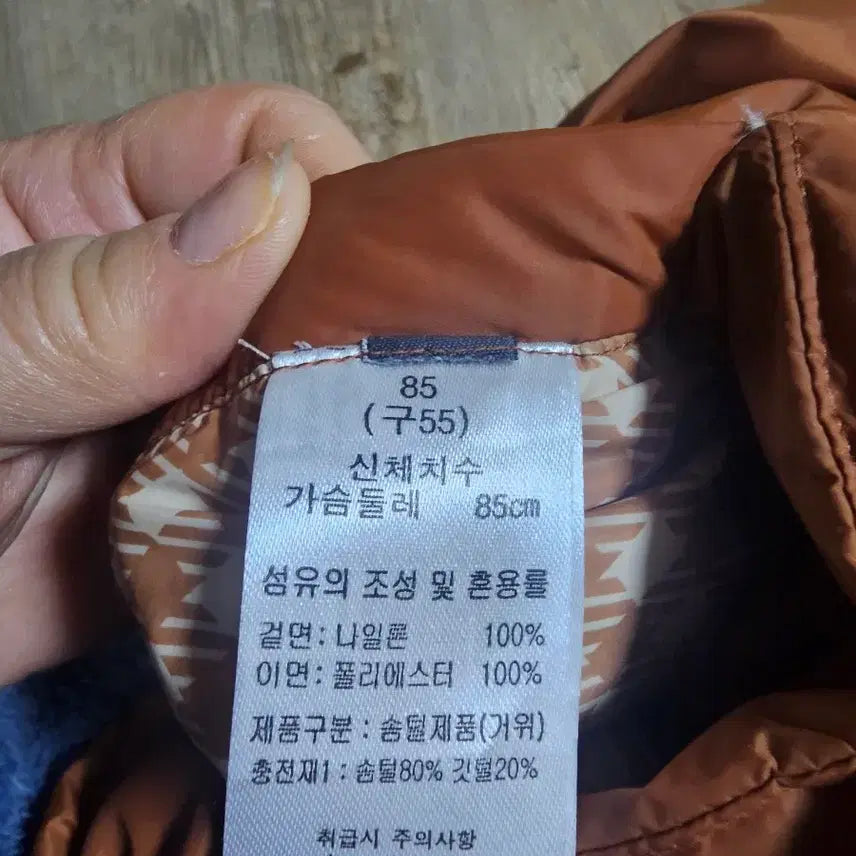 85
(구55)
신체치수
가슴둘레 85cm
섬유의 조성 및 혼용률
겉면 : 나일론 100%
이면 : 폴리에스터 100%
제품구분 : 솜털제품(거위)
충전재1 : 솜털80% 깃털20%
취급시 주의사항